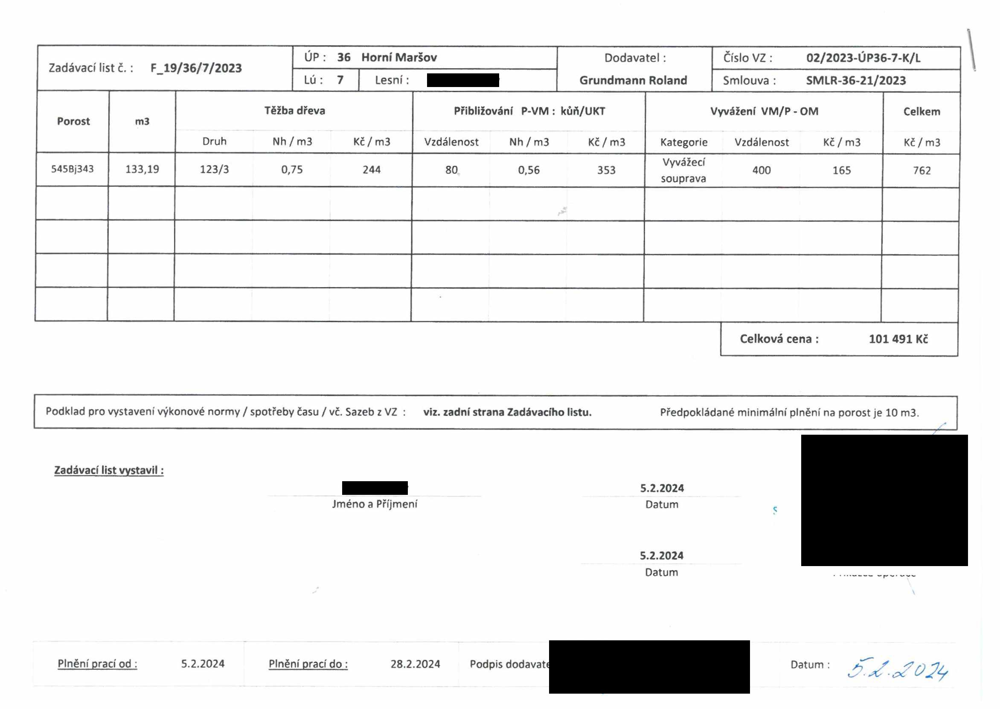 Zadávací list č. : F_19/36/7/2023
ÚP : 36 Horní Maršov
Lú : 7 Lesní :
Dodavatel :
Grundmann Roland
Číslo VZ : 02/2023-ÚP36-7-K/L
Smlouva : SMLR-36-21/2023
Porost m3 Těžba dřeva Přibližování P-VM : kůň/UKT Vyvážení VM/P - OM Celkem
Druh Nh / m3 Kč / m3 Vzdálenost Nh / m3 Kč / m3 Kategorie Vzdálenost Kč / m3 Kč / m3
545Bj343 133,19 123/3 0,75 244 80 0,56 353 Vyvážecí souprava 400 165 762
Celková cena : 101 491 Kč
Podklad pro vystavení výkonové normy / spotřeby času / vč. Sazeb z VZ : viz. zadní strana Zadávacího listu. Předpokládané minimální plnění na porost je 10 m3.
Zadávací list vystavil :
5.2.2024
Jméno a Příjmení Datum
5.2.2024
Datum
Plnění prací od : 5.2.2024 Plnění prací do : 28.2.2024 Podpis dodavate Datum : 5.2.2024